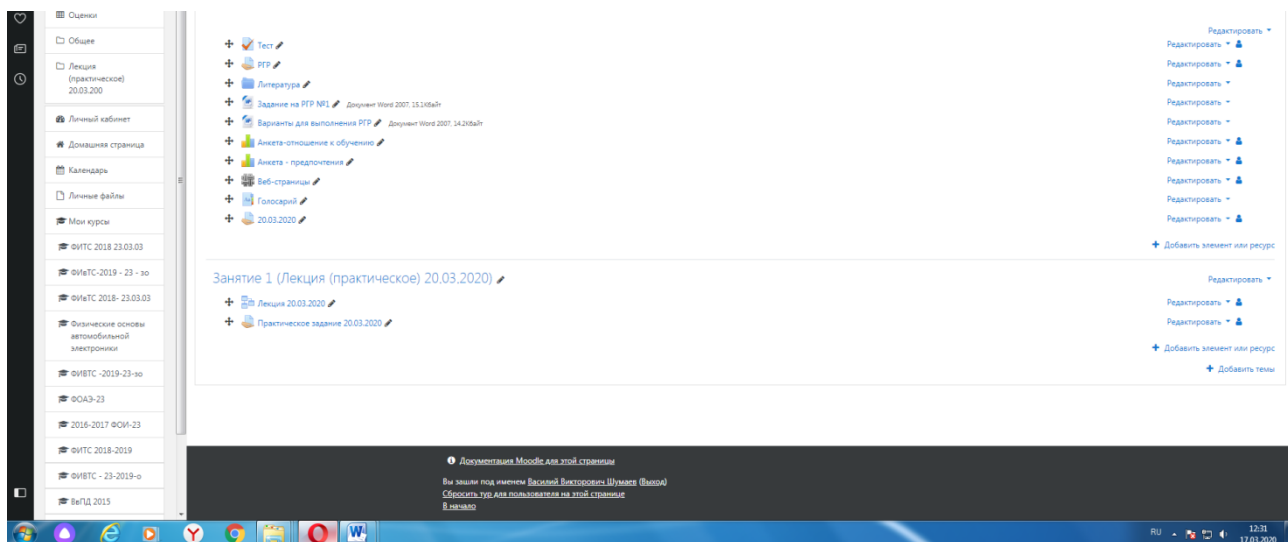 Оценки
Общее
Лекция
(практическое)
20.03.200
Личный кабинет
Домашняя страница
Календарь
Личные файлы
Мои курсы
ФИТС 2018 23.03.03
ФИвТС-2019 - 23 - зо
ФИвТС 2018- 23.03.03
Физические основы
автомобильной
электроники
ФИВТС -2019-23-зо
ФОАЭ-23
2016-2017 ФОИ-23
ФИТС 2018-2019
ФИВТС - 23-2019-о
ВвПД 2015
Редактировать
Тест Редактировать
РГР Редактировать
Литература Редактировать
Задание на РГР №1 Документ Word 2007, 15.1Кбайт Редактировать
Варианты для выполнения РГР Документ Word 2007, 14.2Кбайт Редактировать
Анкета-отношение к обучению Редактировать
Анкета - предпочтения Редактировать
Веб-страницы Редактировать
Голосарий Редактировать
20.03.2020 Редактировать
Добавить элемент или ресурс
Занятие 1 (Лекция (практическое) 20.03.2020) Редактировать
Лекция 20.03.2020 Редактировать
Практическое задание 20.03.2020 Редактировать
Добавить элемент или ресурс
Добавить темы
Документация Moodle для этой страницы
Вы зашли под именем Василий Викторович Шумаев (Выход)
Сбросить тур для пользователя на этой странице
В начало
RU
12:31
17.03.2020